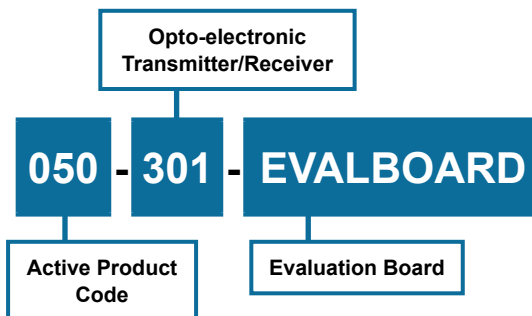 Opto-electronic
Transmitter/Receiver
050 - 301 - EVALBOARD
Active Product
Code
Evaluation Board